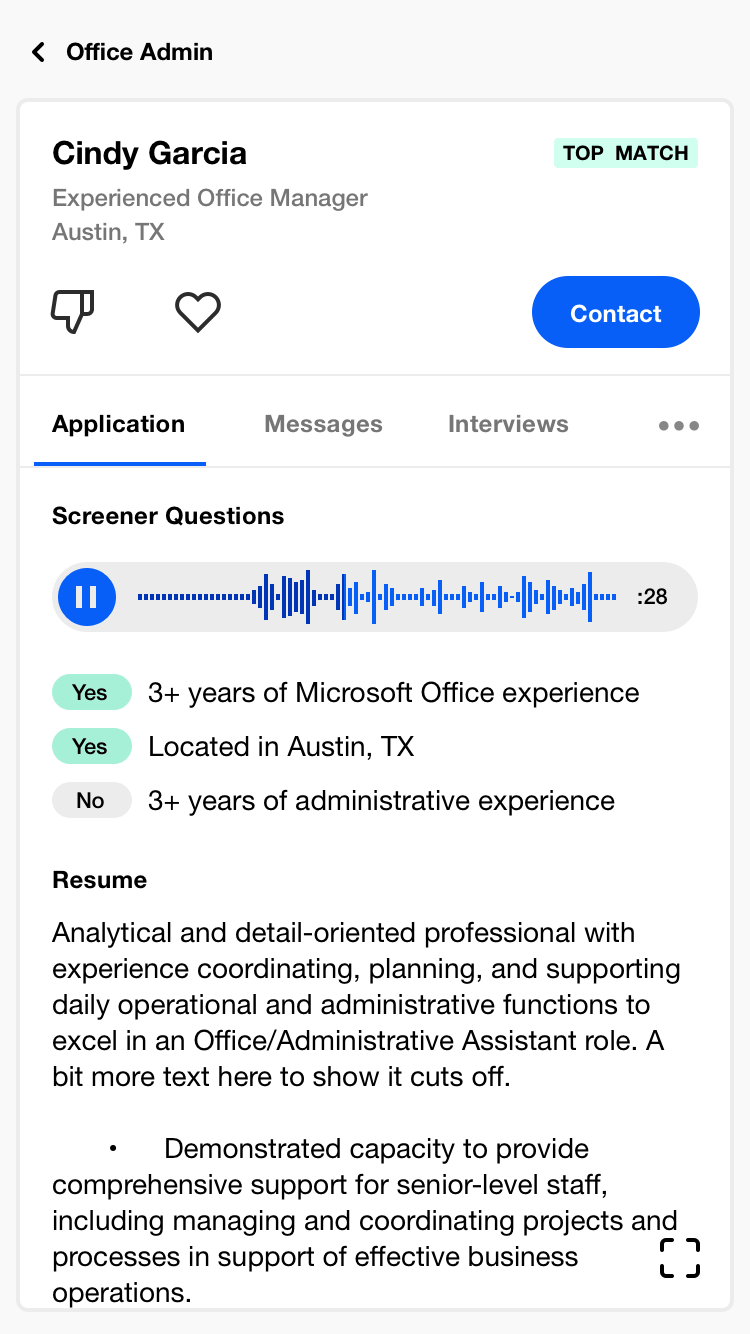 Office Admin
Cindy Garcia
TOP MATCH
Experienced Office Manager
Austin, TX
Contact
Application
Messages
Interviews
Screener Questions
:28
Yes
3+ years of Microsoft Office experience
Yes
Located in Austin, TX
No
3+ years of administrative experience
Resume
Analytical and detail-oriented professional with
experience coordinating, planning, and supporting
daily operational and administrative functions to
excel in an Office/Administrative Assistant role. A
bit more text here to show it cuts off.
• Demonstrated capacity to provide
comprehensive support for senior-level staff,
including managing and coordinating projects and
processes in support of effective business
operations.